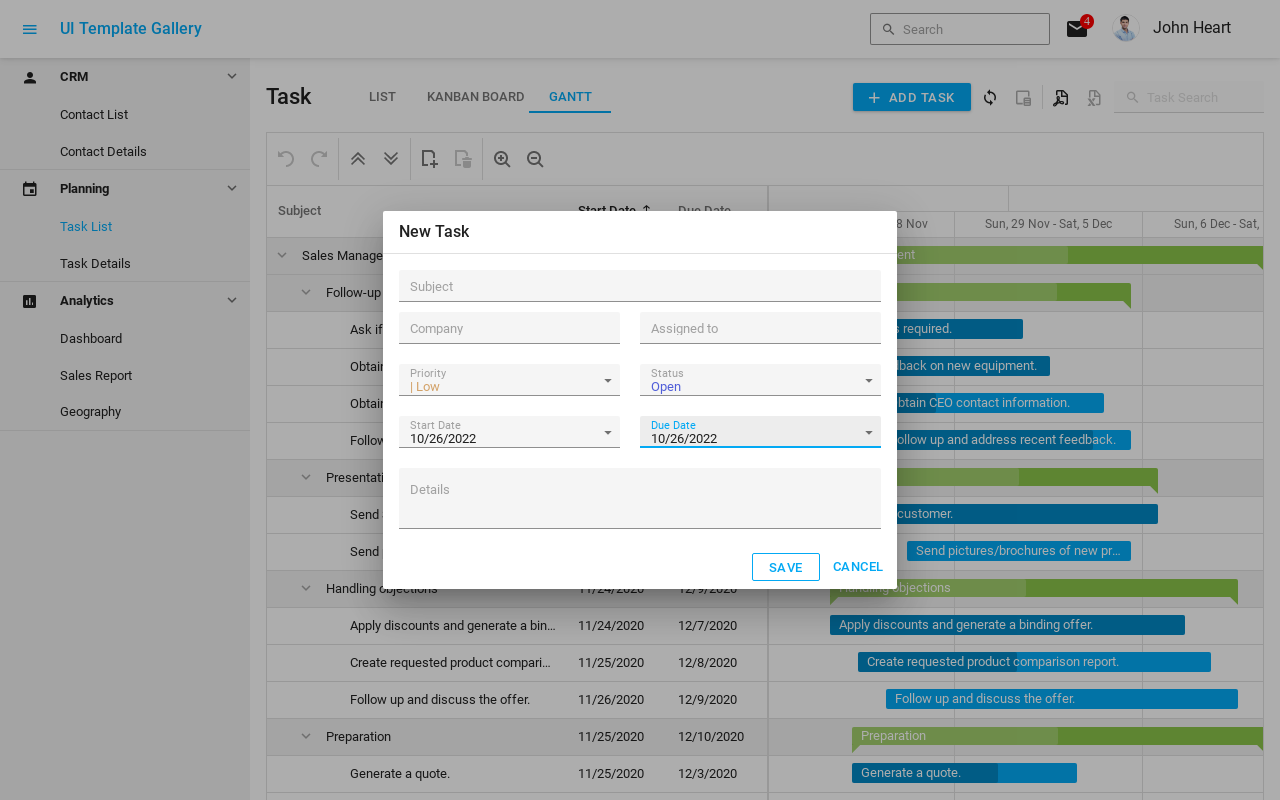 UI Template Gallery
Search
4
John Heart
CRM
Contact List
Contact Details
Planning
Task List
Task Details
Analytics
Dashboard
Sales Report
Geography
Task
LIST
KANBAN BOARD
GANTT
ADD TASK
Task Search
Subject
Start Date
Due Date
8 Nov
Sun, 29 Nov - Sat, 5 Dec
Sun, 6 Dec - Sat,
Sales Manage
ent
Follow-up
Ask if
s required.
Obtain
dback on new equipment.
Obtain
btain CEO contact information.
Follow
ollow up and address recent feedback.
Presentati
Send
customer.
Send
Send pictures/brochures of new pr...
Handling objections
11/24/2020
12/9/2020
Handling objections
Apply discounts and generate a bin...
11/24/2020
12/7/2020
Apply discounts and generate a binding offer.
Create requested product compari...
11/25/2020
12/8/2020
Create requested product comparison report.
Follow up and discuss the offer.
11/26/2020
12/9/2020
Follow up and discuss the offer.
Preparation
11/25/2020
12/10/2020
Preparation
Generate a quote.
11/25/2020
12/3/2020
Generate a quote.
New Task
Subject
Company
Assigned to
Priority
| Low
Status
Open
Start Date
10/26/2022
Due Date
10/26/2022
Details
SAVE
CANCEL